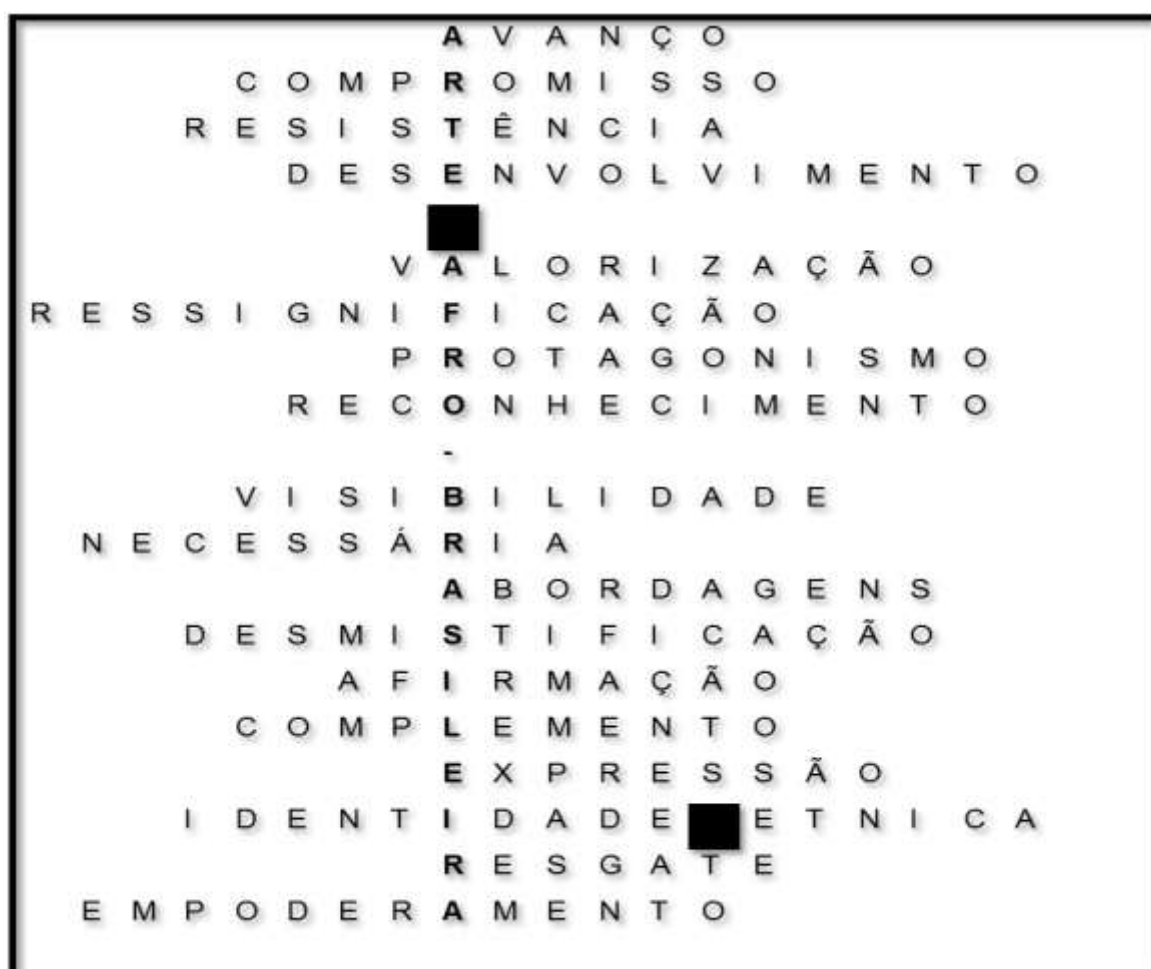 AVANÇO
COMPROMISSO
RESISTÊNCIA
DESENVOLVIMENTO
VALORIZAÇÃO
RESSIGNIFICAÇÃO
PROTAGONISMO
RECONHECIMENTO
-
VISIBILIDADE
NECESSÁRIA
ABORDAGENS
DESMISTIFICAÇÃO
AFIRMAÇÃO
COMPLEMENTO
EXPRESSÃO
IDENTIDADE ETNICA
RESGATE
EMPODERAMENTO